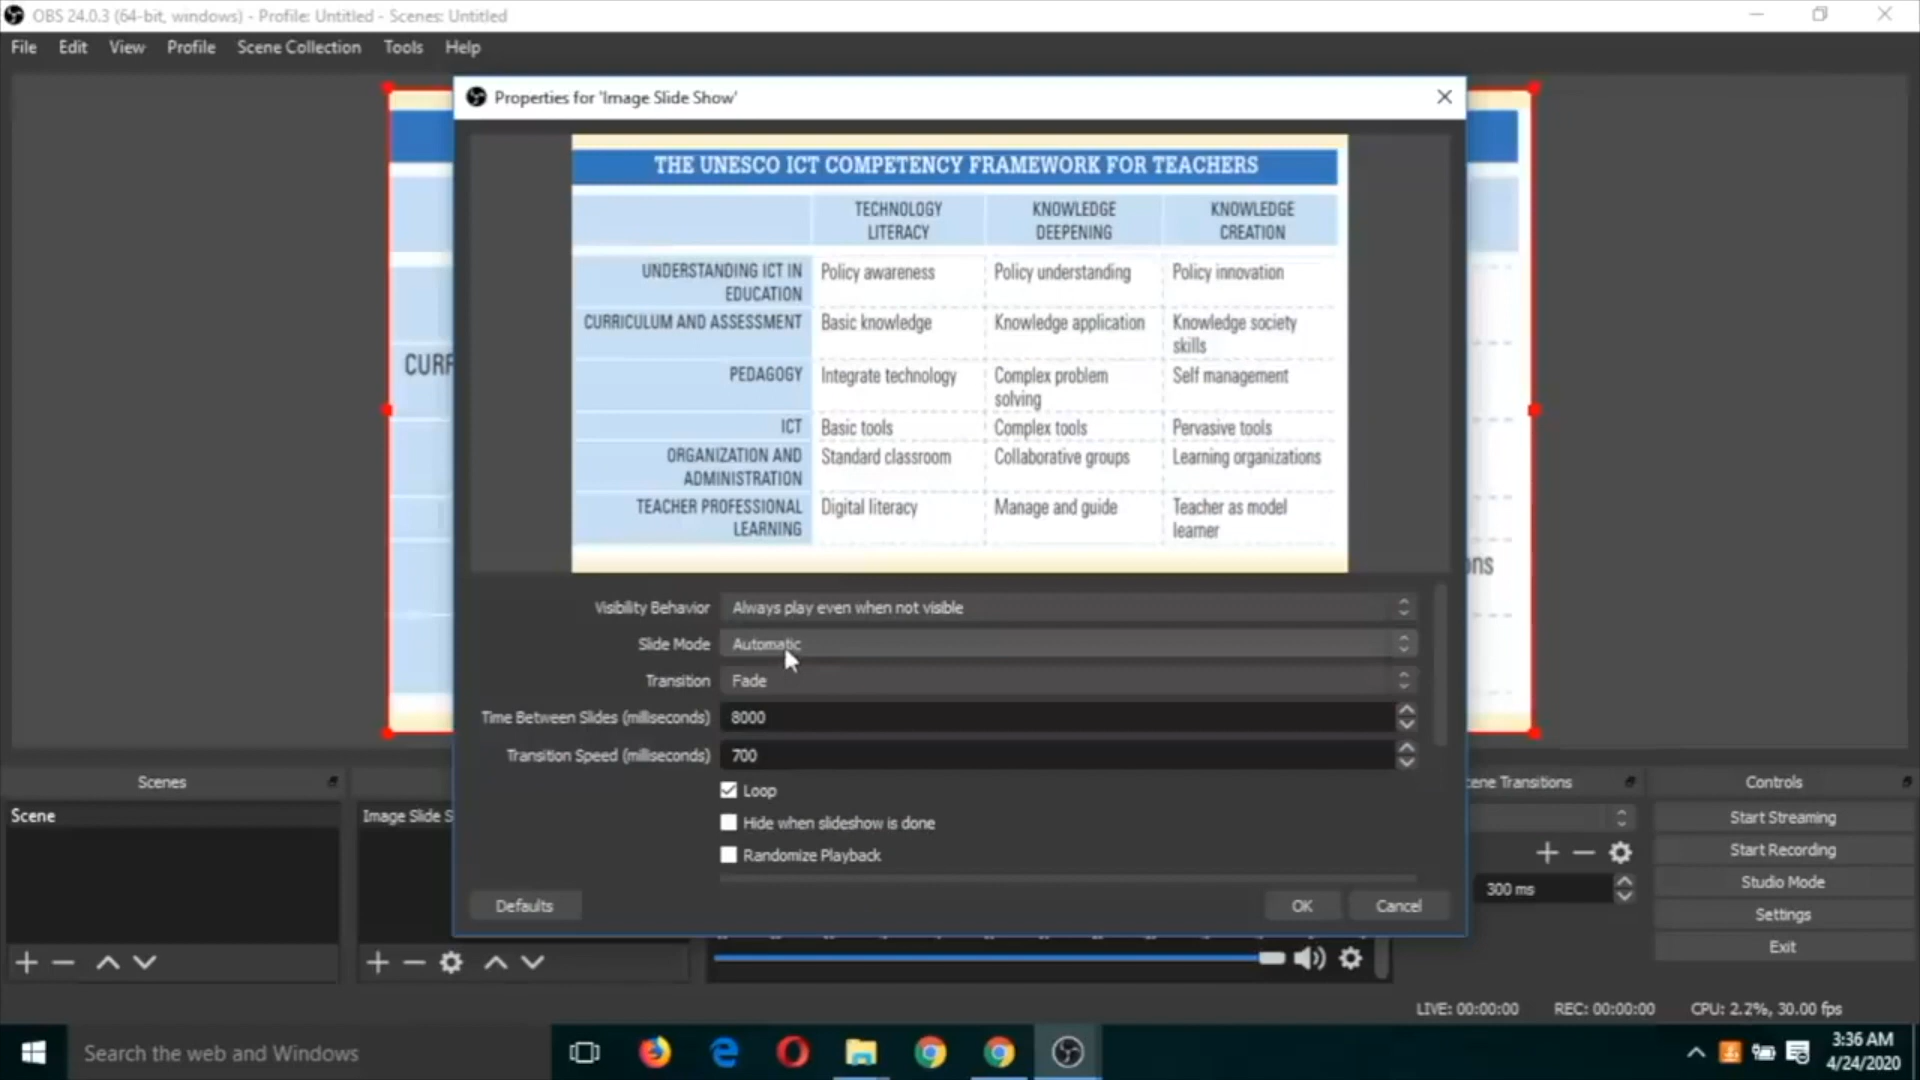 OBS 24.0.3 (64-bit, windows) - Profile: Untitled - Scenes: Untitled
File Edit View Profile Scene Collection Tools Help
Properties for 'Image Slide Show'
THE UNESCO ICT COMPETENCY FRAMEWORK FOR TEACHERS
TECHNOLOGY LITERACY
KNOWLEDGE DEEPENING
KNOWLEDGE CREATION
UNDERSTANDING ICT IN EDUCATION
Policy awareness
Policy understanding
Policy innovation
CURRICULUM AND ASSESSMENT
Basic knowledge
Knowledge application
Knowledge society skills
PEDAGOGY
Integrate technology
Complex problem solving
Self management
ICT
Basic tools
Complex tools
Pervasive tools
ORGANIZATION AND ADMINISTRATION
Standard classroom
Collaborative groups
Learning organizations
TEACHER PROFESSIONAL LEARNING
Digital literacy
Manage and guide
Teacher as model learner
CURR
ons
Visibility Behavior Always play even when not visible
Slide Mode Automatic
Transition Fade
Time Between Slides (milliseconds) 8000
Transition Speed (milliseconds) 700
Loop
Hide when slideshow is done
Randomize Playback
Defaults OK Cancel
Scenes
Scene
Image Slide S
cene Transitions
300 ms
Controls
Start Streaming
Start Recording
Studio Mode
Settings
Exit
LIVE: 00:00:00 REC: 00:00:00 CPU: 2.2%, 30.00 fps
Search the web and Windows
3:36 AM
4/24/2020